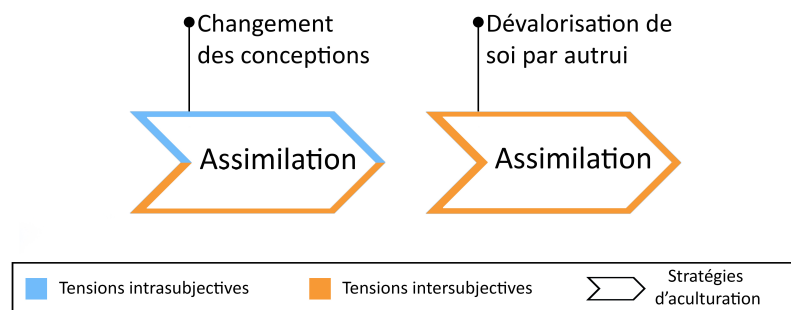 Changement
des conceptions
Dévalorisation de
soi par autrui
Assimilation
Assimilation
Tensions intrasubjectives
Tensions intersubjectives
Stratégies
d'aculturation